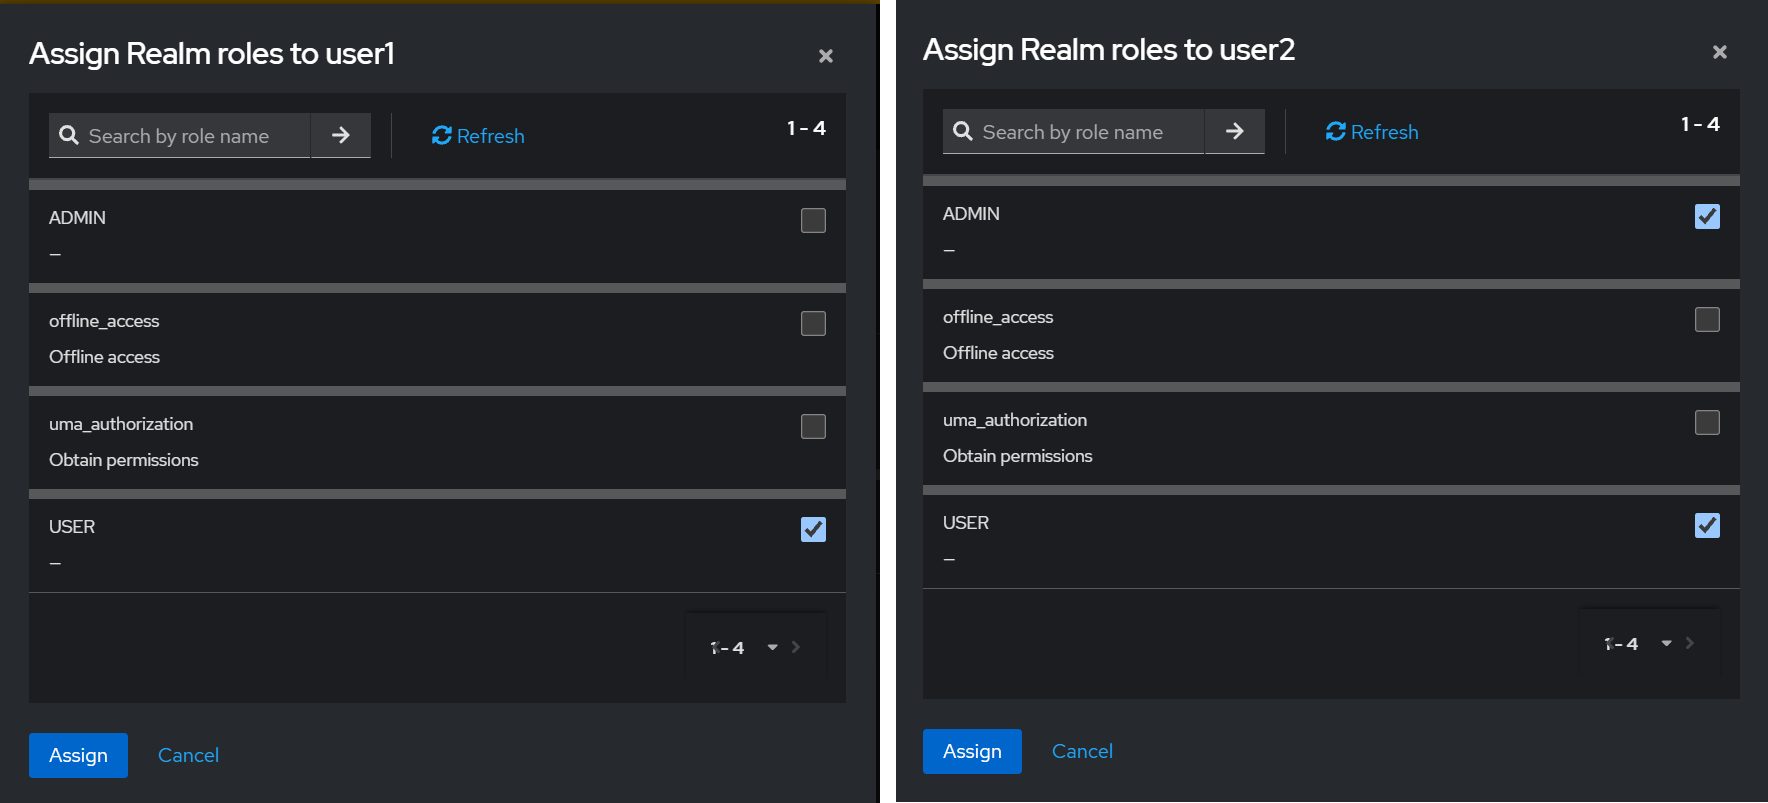 Assign Realm roles to user1
Search by role name
Refresh
1 - 4
ADMIN
—
offline_access
Offline access
uma_authorization
Obtain permissions
USER
—
1 - 4
Assign
Cancel
Assign Realm roles to user2
Search by role name
Refresh
1 - 4
ADMIN
—
offline_access
Offline access
uma_authorization
Obtain permissions
USER
—
1 - 4
Assign
Cancel